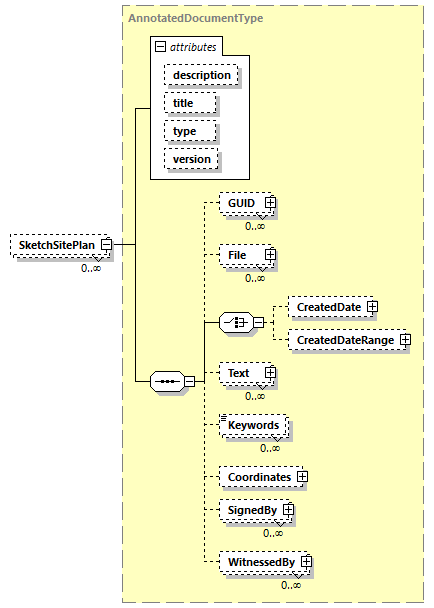 AnnotatedDocumentType
attributes
description
title
type
version
SketchSitePlan
0..∞
GUID
0..∞
File
0..∞
CreatedDate
CreatedDateRange
Text
0..∞
Keywords
0..∞
Coordinates
SignedBy
0..∞
WitnessedBy
0..∞